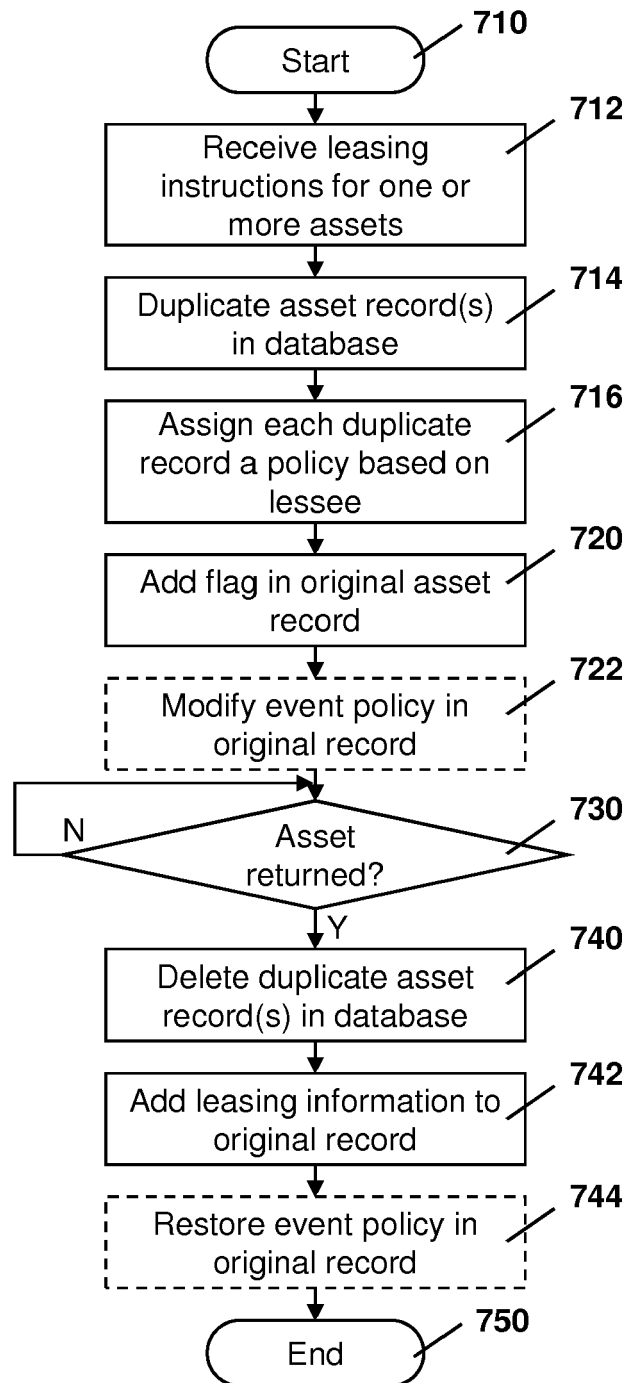 710
Start
712
Receive leasing
instructions for one or
more assets
714
Duplicate asset record(s)
in database
716
Assign each duplicate
record a policy based on
lessee
720
Add flag in original asset
record
722
Modify event policy in
original record
730
N
Asset
returned?
Y
740
Delete duplicate asset
record(s) in database
742
Add leasing information to
original record
744
Restore event policy in
original record
750
End